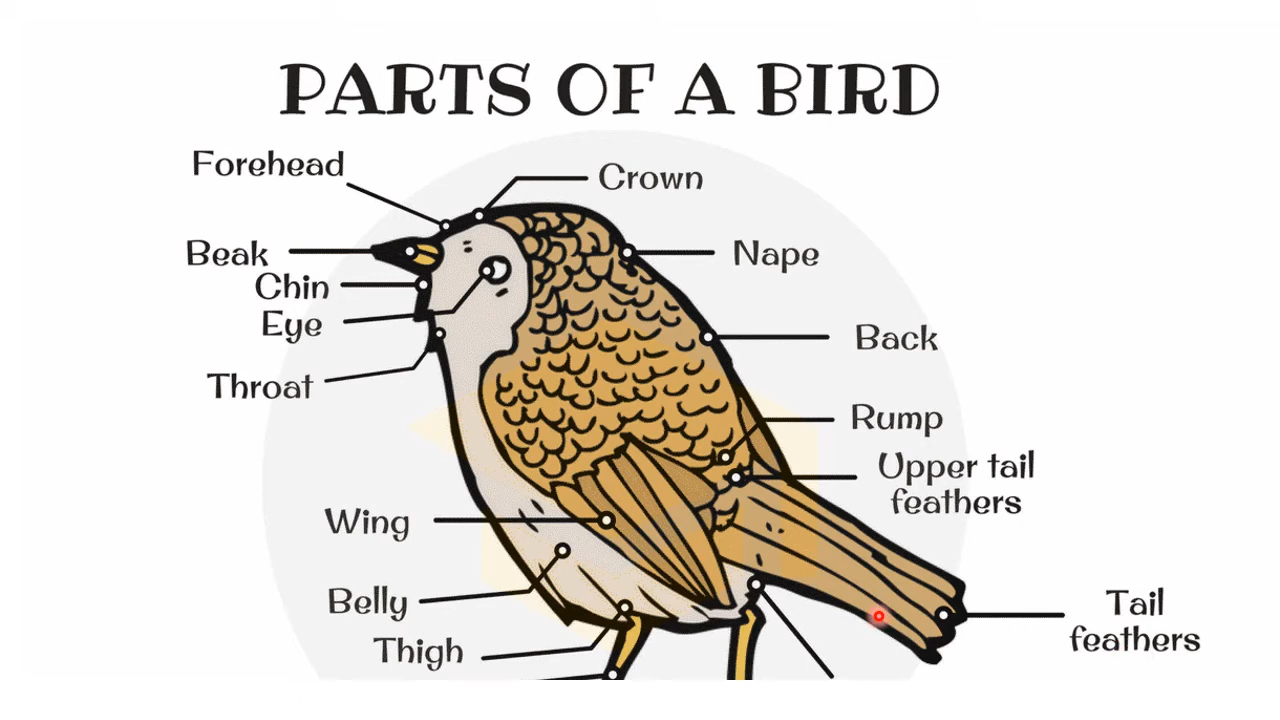 PARTS OF A BIRD
Forehead
Crown
Beak
Nape
Chin
Eye
Back
Throat
Rump
Upper tail
feathers
Wing
Belly
Tail
feathers
Thigh